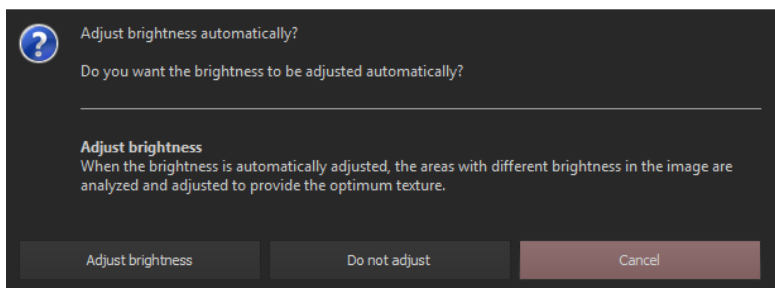 Adjust brightness automatically?
Do you want the brightness to be adjusted automatically?
Adjust brightness
When the brightness is automatically adjusted, the areas with different brightness in the image are
analyzed and adjusted to provide the optimum texture.
Adjust brightness
Do not adjust
Cancel